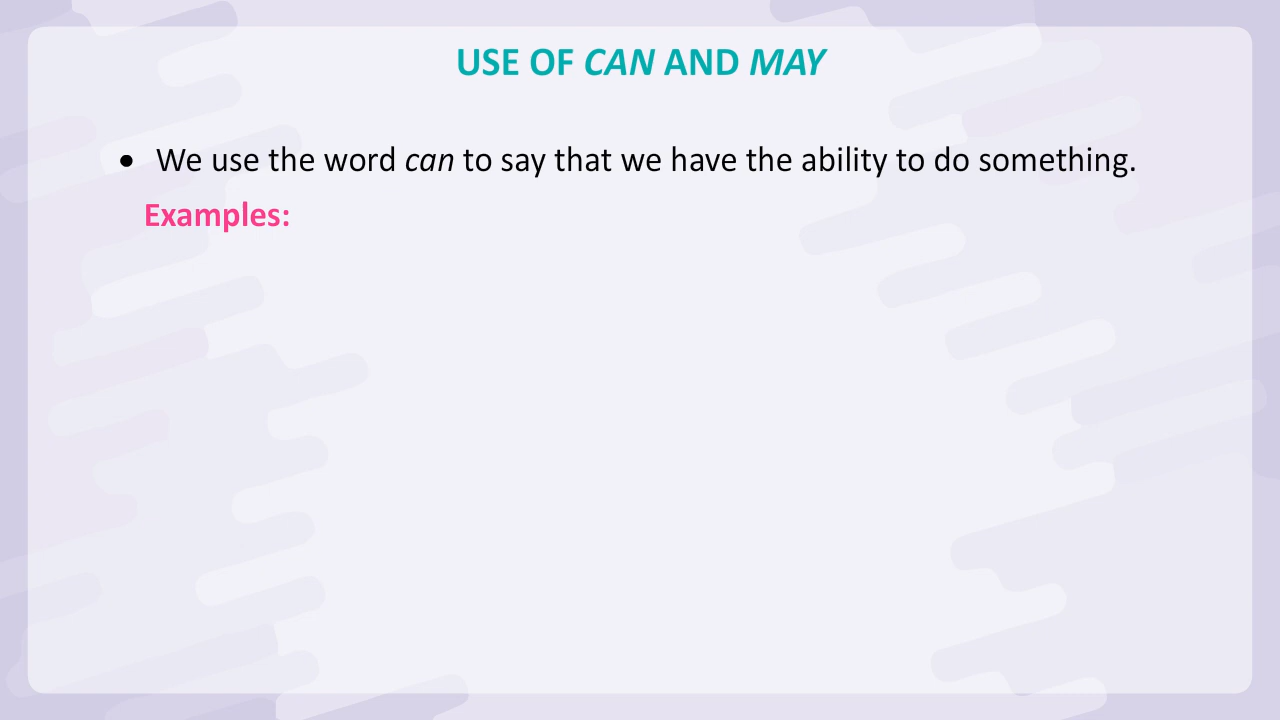 USE OF CAN AND MAY
• We use the word can to say that we have the ability to do something.
Examples: